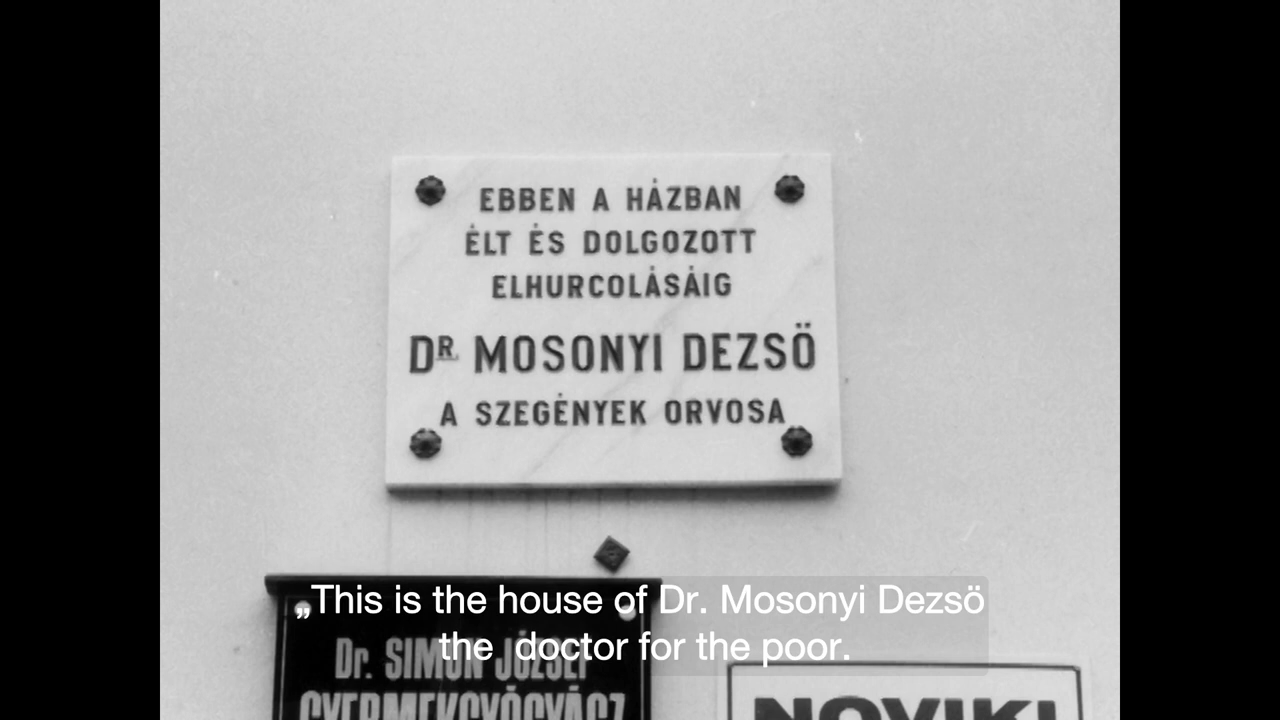 EBBEN A HÁZBAN
ÉLT ÉS DOLGOZOTT
ELHURCOLÁSÁIG
DR. MOSONYI DEZSÖ
A SZEGÉNYEK ORVOSA
„This is the house of Dr. Mosonyi Dezsö
the doctor for the poor.
Dr. SIMON JÓZSEF
GYERMEKGYÓGYÁSZ
NOVIKI